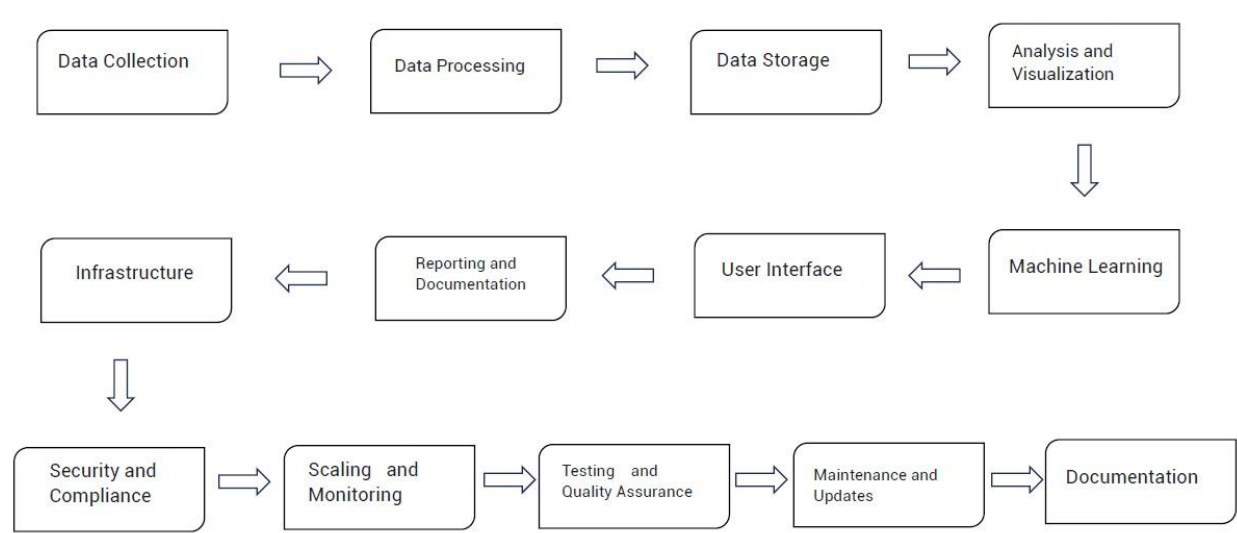 Data Collection
Data Processing
Data Storage
Analysis and
Visualization
Machine Learning
User Interface
Reporting and
Documentation
Infrastructure
Security and
Compliance
Scaling and
Monitoring
Testing and
Quality Assurance
Maintenance and
Updates
Documentation